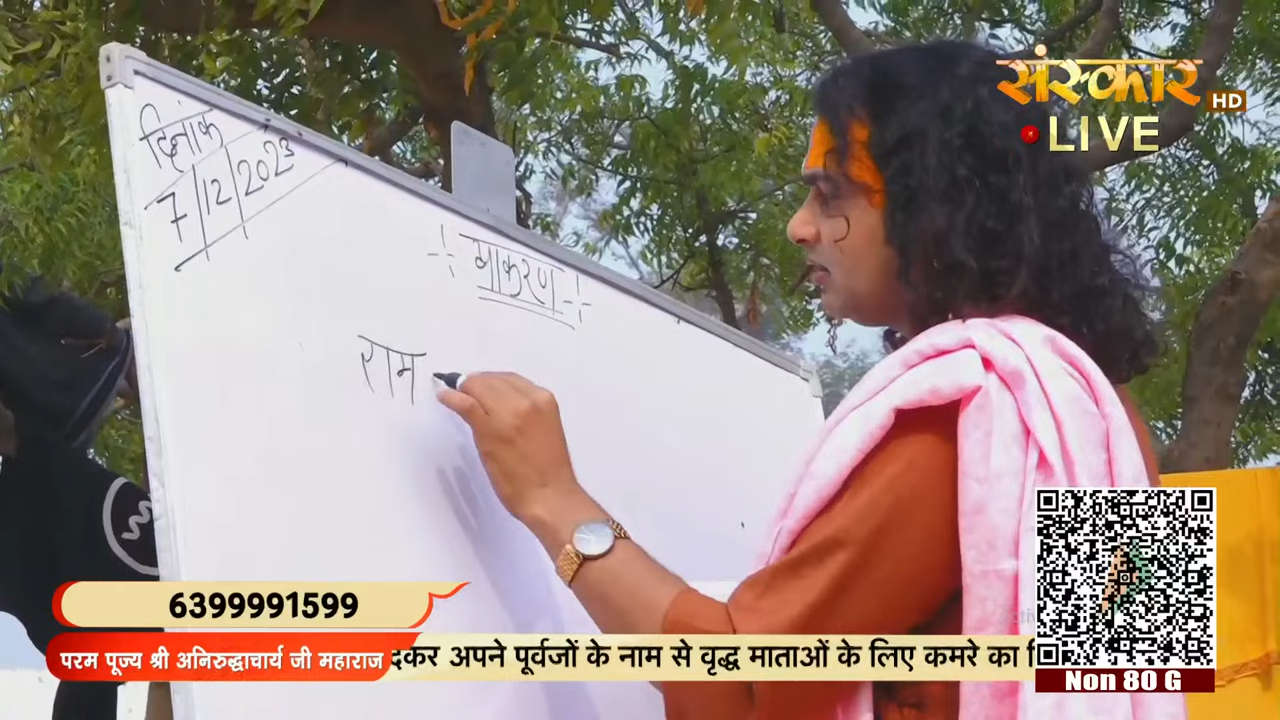 संस्कार HD
LIVE
दिनांक
7/12/2023
माकरण
राम
6399991599
परम पूज्य श्री अनिरुद्धाचार्य जी महाराज
दकर अपने पूर्वजों के नाम से वृद्ध माताओं के लिए कमरे का
Non 80 G